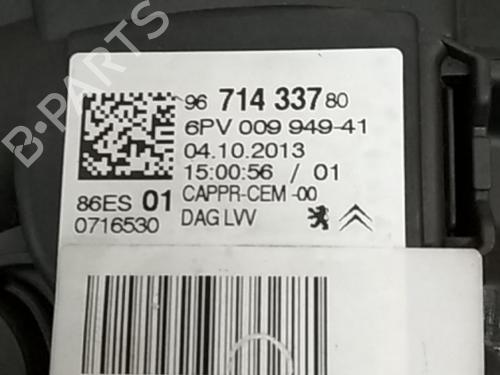 B-PARTS
96 714 337 80
6PV 009 949-41
04.10.2013
15:00:56 / 01
86ES 01 CAPPR-CEM -00
0716530 DAG LVV